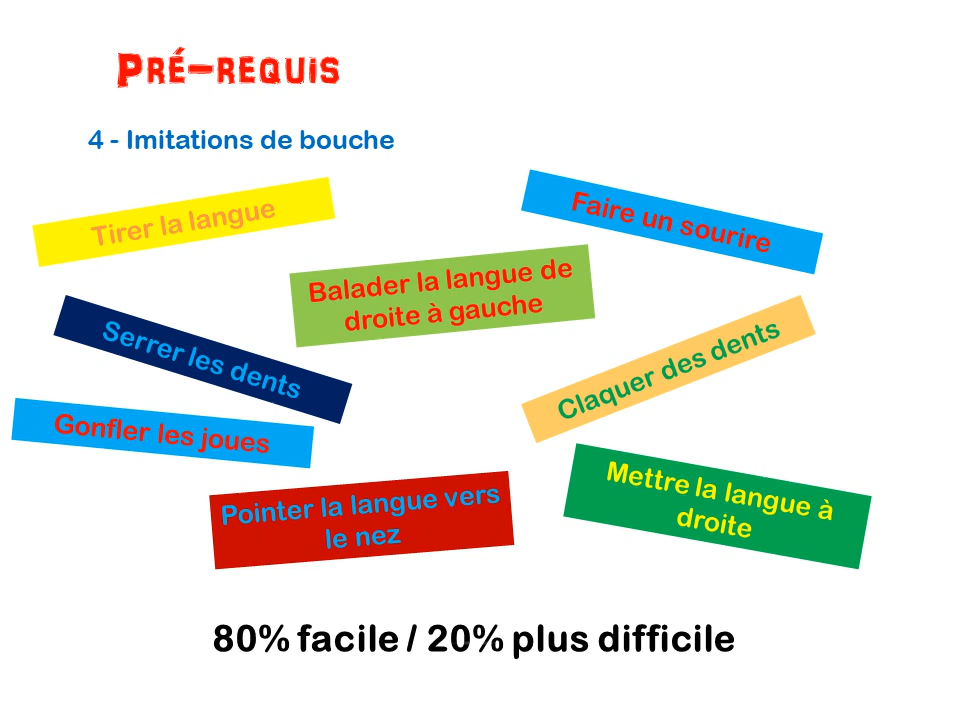 Pré-requis
4 - Imitations de bouche
Tirer la langue
Faire un sourire
Balader la langue de
droite à gauche
Serrer les dents
Claquer des dents
Gonfler les joues
Pointer la langue vers
le nez
Mettre la langue à
droite
80% facile / 20% plus difficile